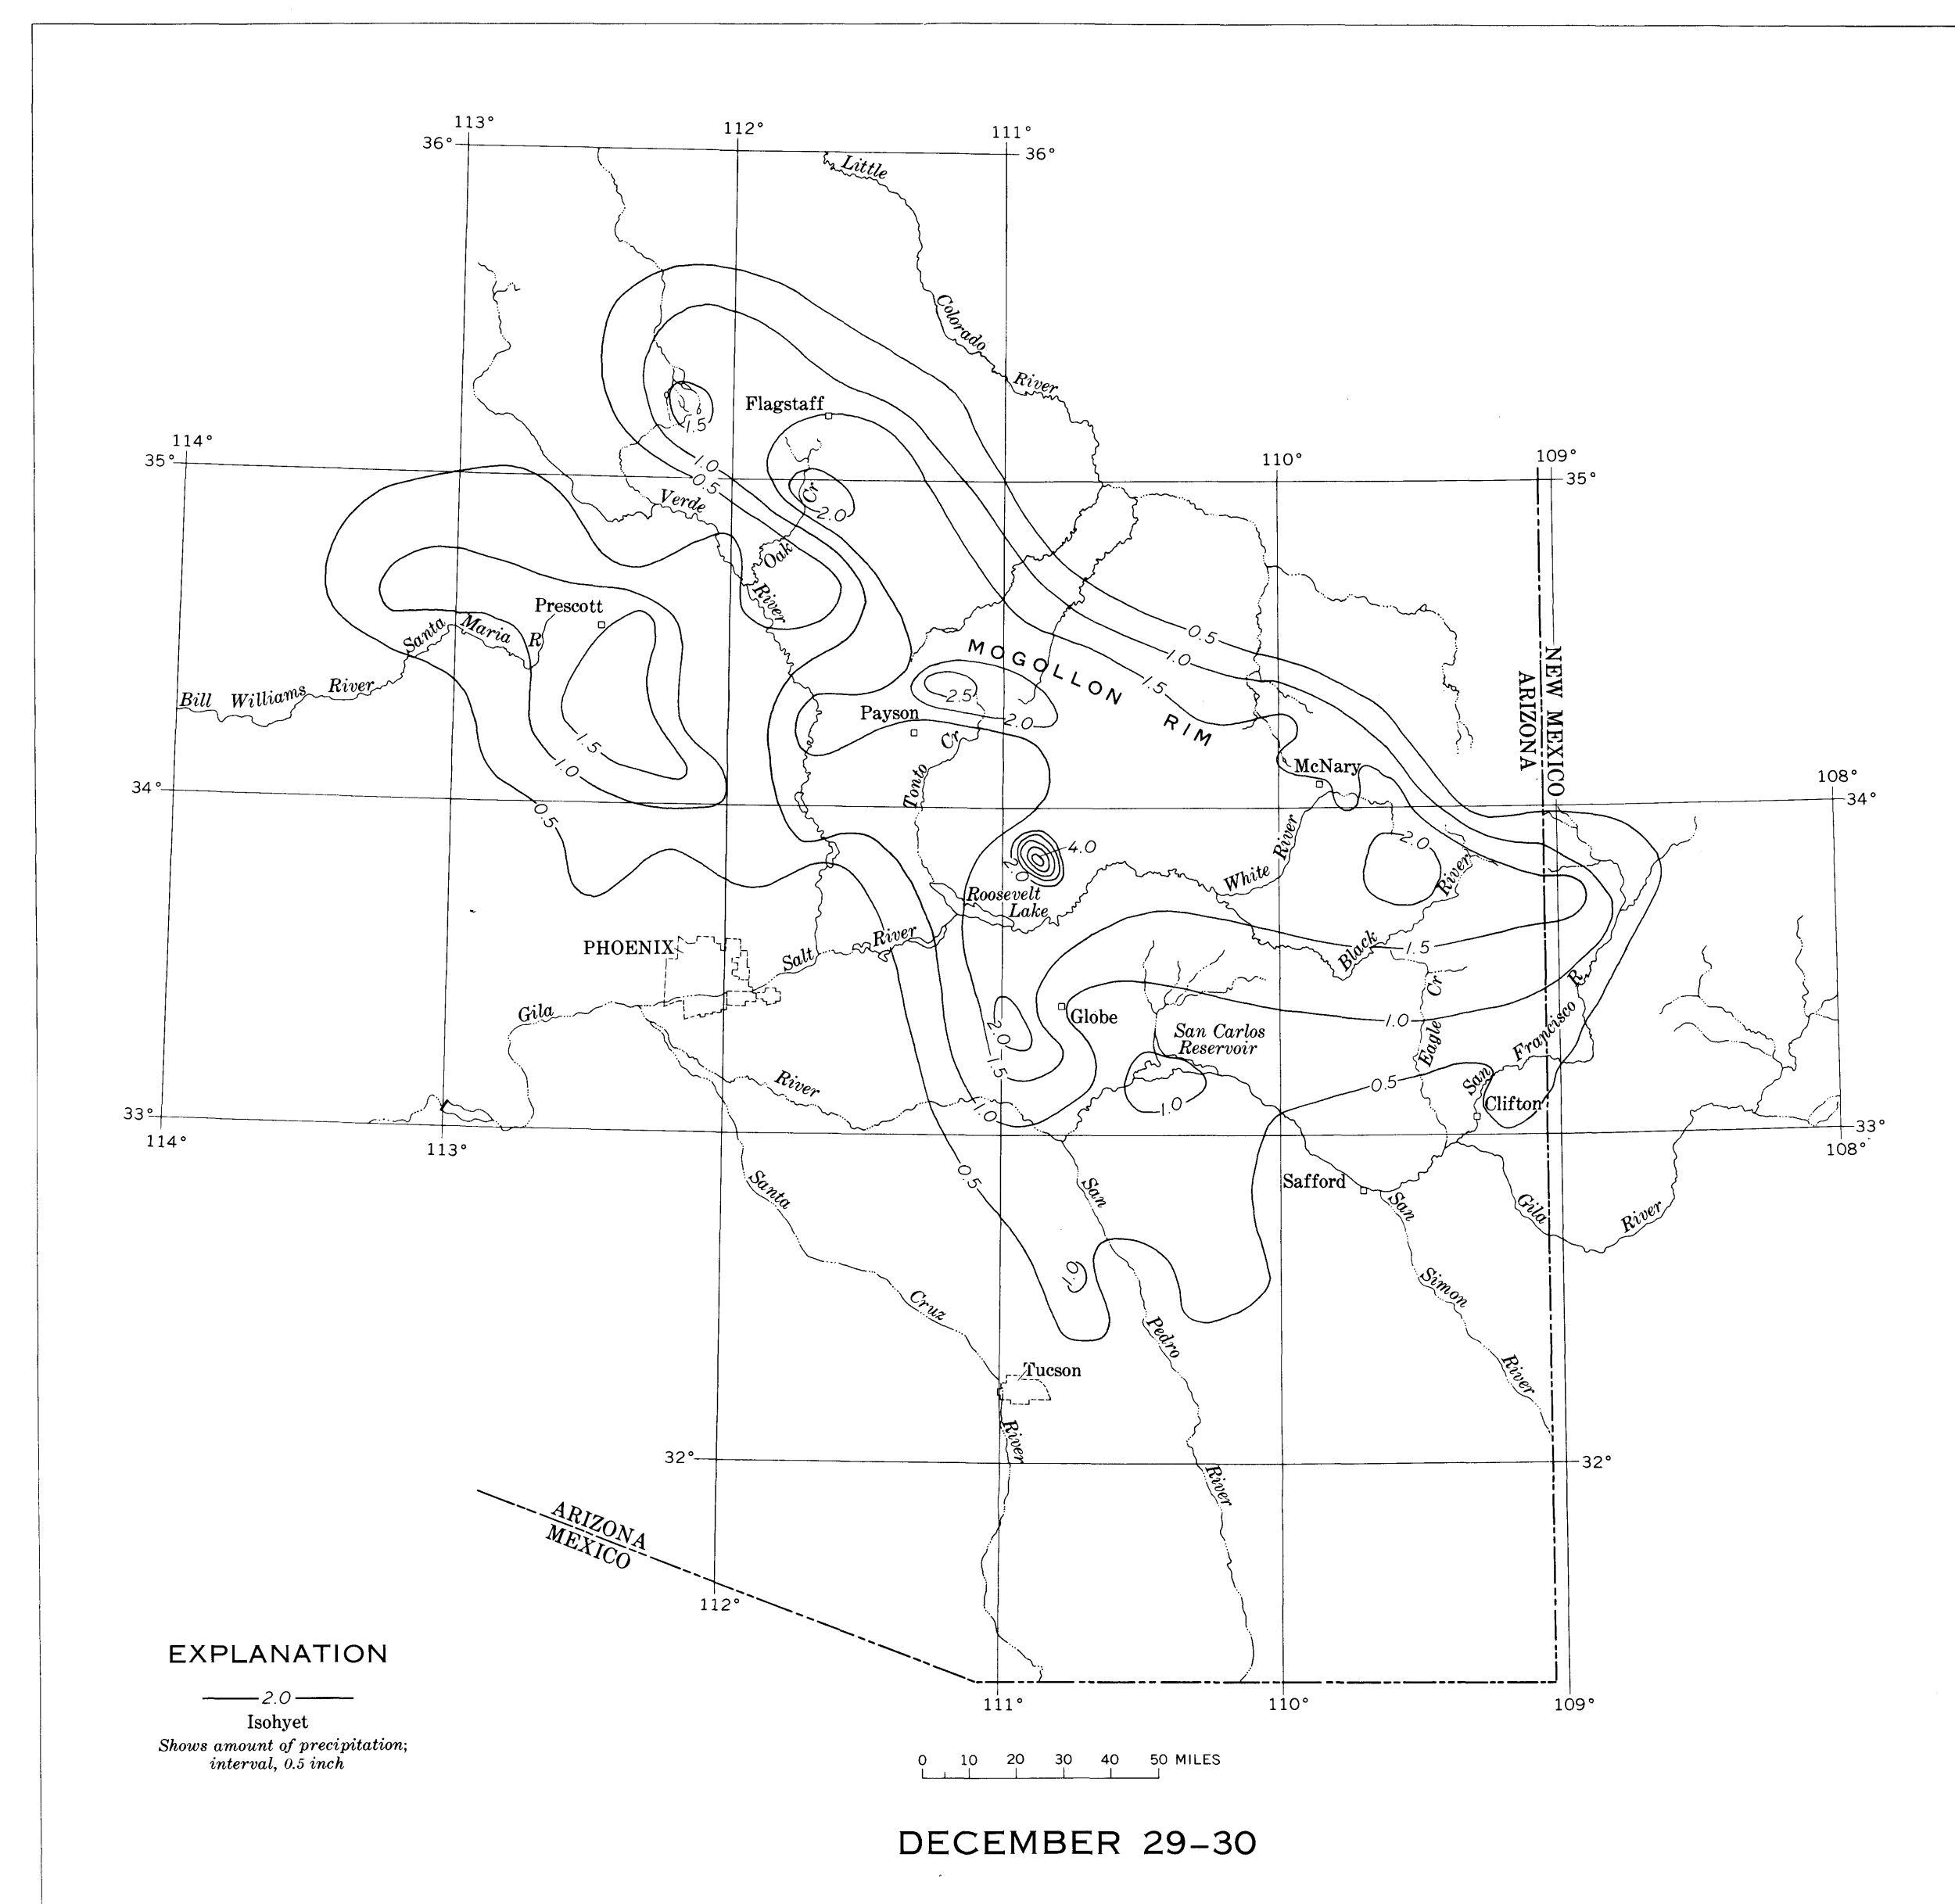 113°
112°
111°
36°
36°
Little
Colorado
River
Flagstaff
1.5
114°
35°
1.0
0.5
110°
109°
35°
Verde
Cr
2.0
Oak
River
Prescott
Santa Maria R
Bill Williams River
0.5
1.0
1.5
MOGOLLON RIM
2.5
2.0
Payson
Cr
Tonto
McNary
ARIZONA
NEW MEXICO
108°
34°
34°
1.5
1.0
0.5
4.0
2.0
2.0
White River
River
Roosevelt
Lake
PHOENIX
Salt River
Black
1.5
Gila
Globe
2.0
San Carlos
Reservoir
1.0
Cr
Eagle
R
Francisco
San
River
1.5
1.0
0.5
1.0
Clifton
33°
33°
114°
113°
108°
0.5
Santa
San
Safford
San
Gila
River
1.0
Simon
Cruz
Pedro
River
Tucson
River
River
32°
32°
ARIZONA
MEXICO
112°
111°
110°
109°
EXPLANATION
2.0
Isohyet
Shows amount of precipitation;
interval, 0.5 inch
0 10 20 30 40 50 MILES
DECEMBER 29–30